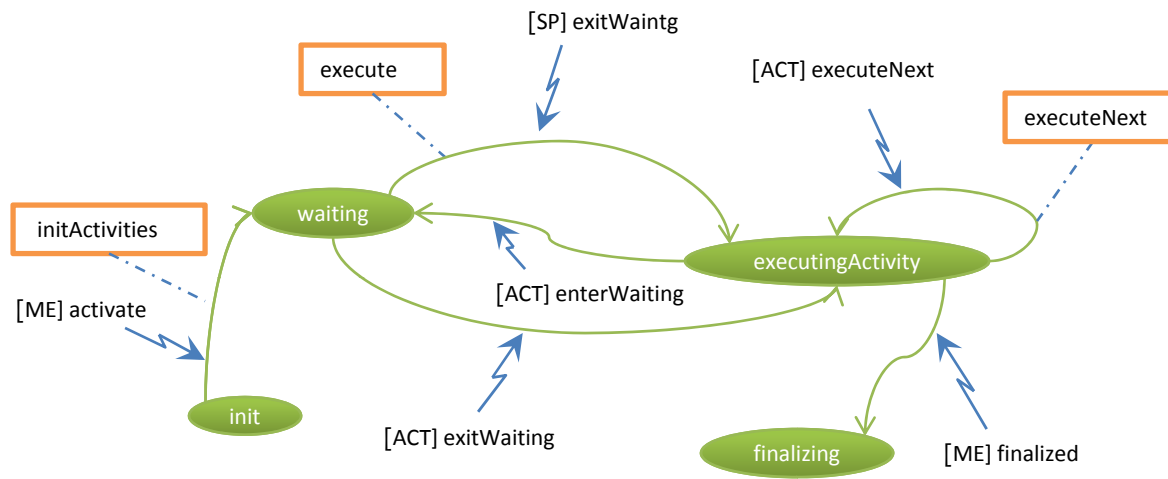 [SP] exitWaintg
execute
[ACT] executeNext
executeNext
waiting
initActivities
executingActivity
[ACT] enterWaiting
[ME] activate
init
[ACT] exitWaiting
finalizing
[ME] finalized